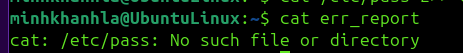 minhkhanhla@UbuntuLinux:~$ cat err_report
cat: /etc/pass: No such file or directory